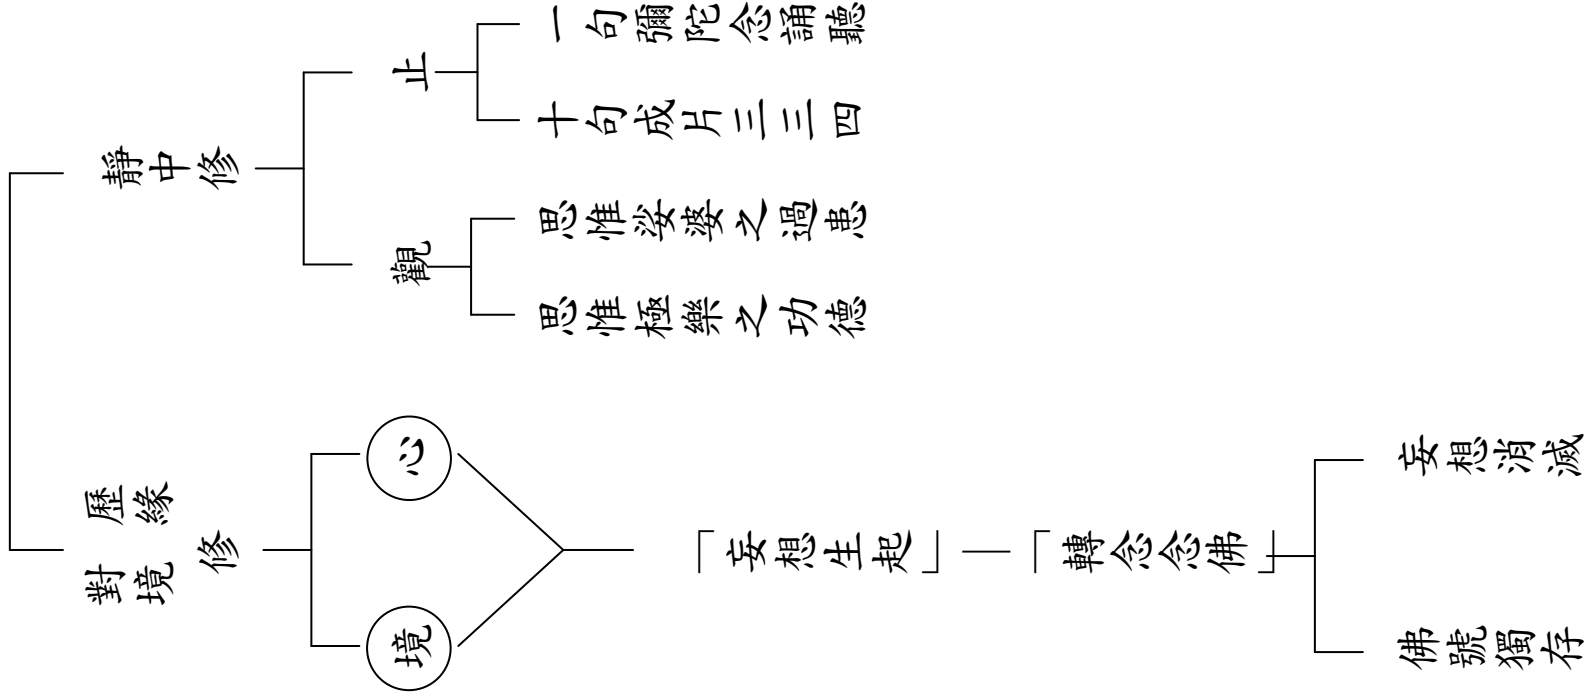 靜中修
止
一句彌陀念誦聽
十句成片三三四
觀
思惟娑婆之過患
思惟極樂之功德
歷緣
對境
修
心
境
「妄想生起」—「轉念念佛」
妄想消滅
佛號獨存